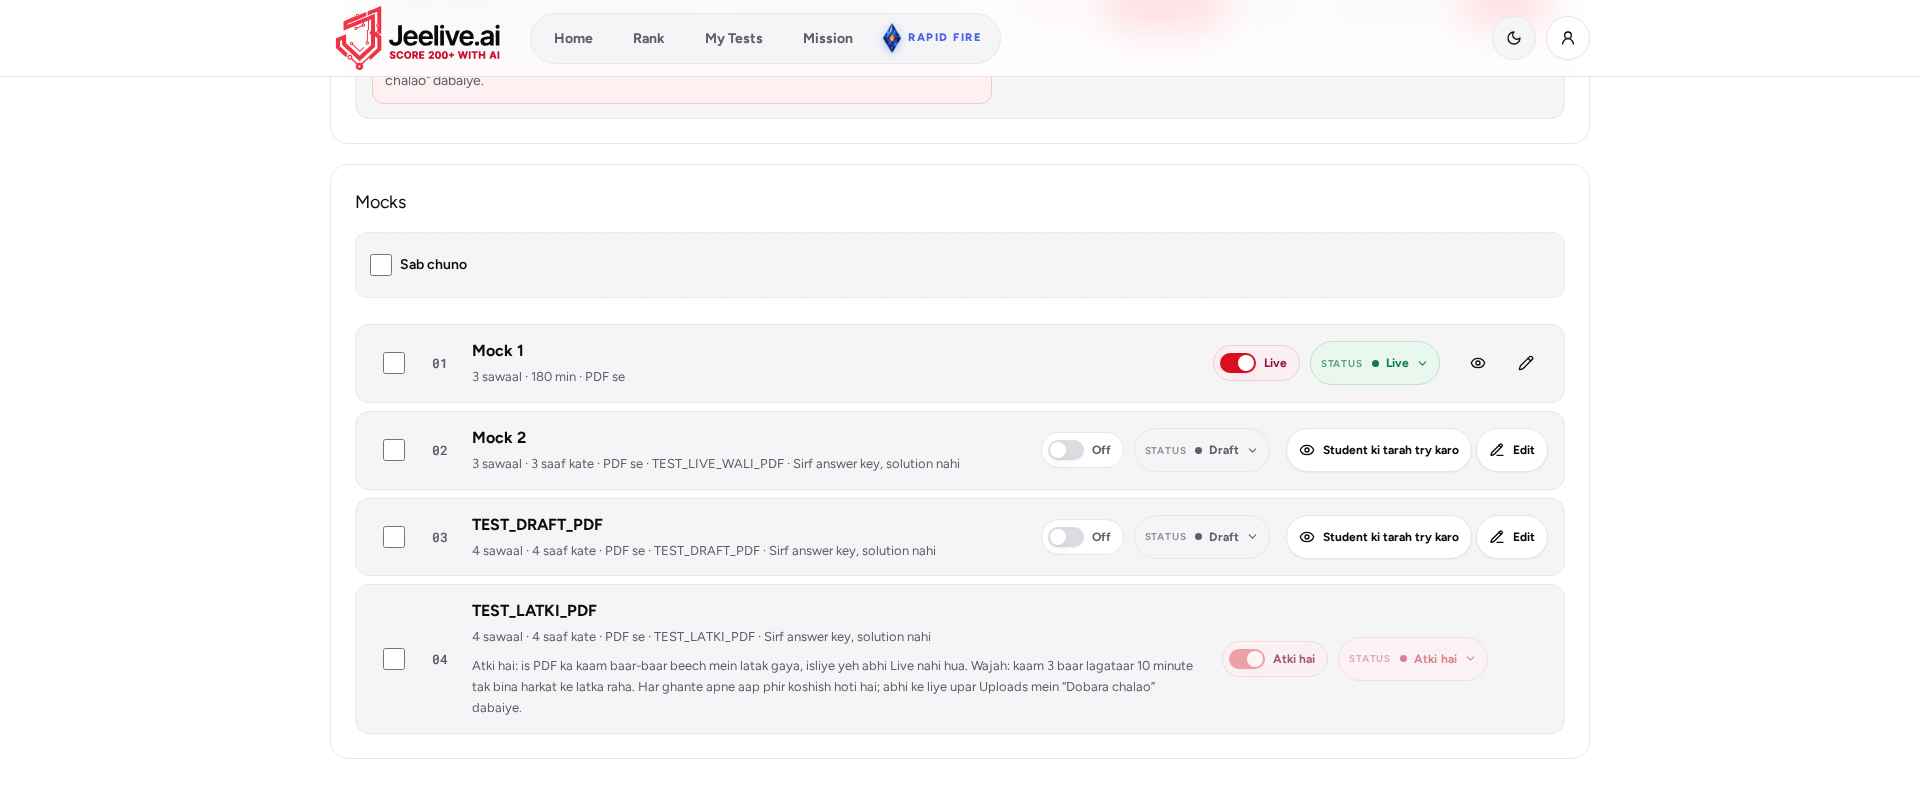 Jeelive.ai
SCORE 200+ WITH AI
Home
Rank
My Tests
Mission
RAPID FIRE
chalao" dabaiye.
Mocks
Sab chuno
01
Mock 1
3 sawaal · 180 min · PDF se
Live
STATUS
Live
02
Mock 2
3 sawaal · 3 saaf kate · PDF se · TEST_LIVE_WALI_PDF · Sirf answer key, solution nahi
Off
STATUS
Draft
Student ki tarah try karo
Edit
03
TEST_DRAFT_PDF
4 sawaal · 4 saaf kate · PDF se · TEST_DRAFT_PDF · Sirf answer key, solution nahi
Off
STATUS
Draft
Student ki tarah try karo
Edit
04
TEST_LATKI_PDF
4 sawaal · 4 saaf kate · PDF se · TEST_LATKI_PDF · Sirf answer key, solution nahi
Atki hai: is PDF ka kaam baar-baar beech mein latak gaya, isliye yeh abhi Live nahi hua. Wajah: kaam 3 baar lagataar 10 minute
tak bina harkat ke latka raha. Har ghante apne aap phir koshish hoti hai; abhi ke liye upar Uploads mein “Dobara chalao”
dabaiye.
Atki hai
STATUS
Atki hai